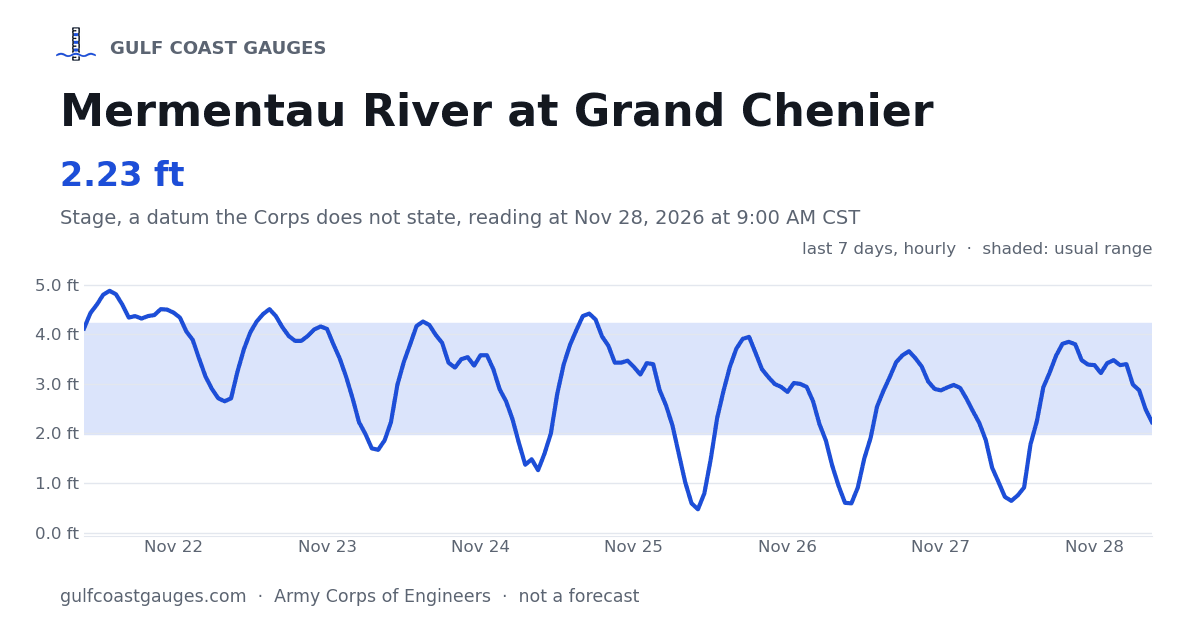 GULF COAST GAUGES
Mermentau River at Grand Chenier
2.23 ft
Stage, a datum the Corps does not state, reading at Nov 28, 2026 at 9:00 AM CST
last 7 days, hourly · shaded: usual range
5.0 ft
4.0 ft
3.0 ft
2.0 ft
1.0 ft
0.0 ft
Nov 22 Nov 23 Nov 24 Nov 25 Nov 26 Nov 27 Nov 28
gulfcoastgauges.com · Army Corps of Engineers · not a forecast